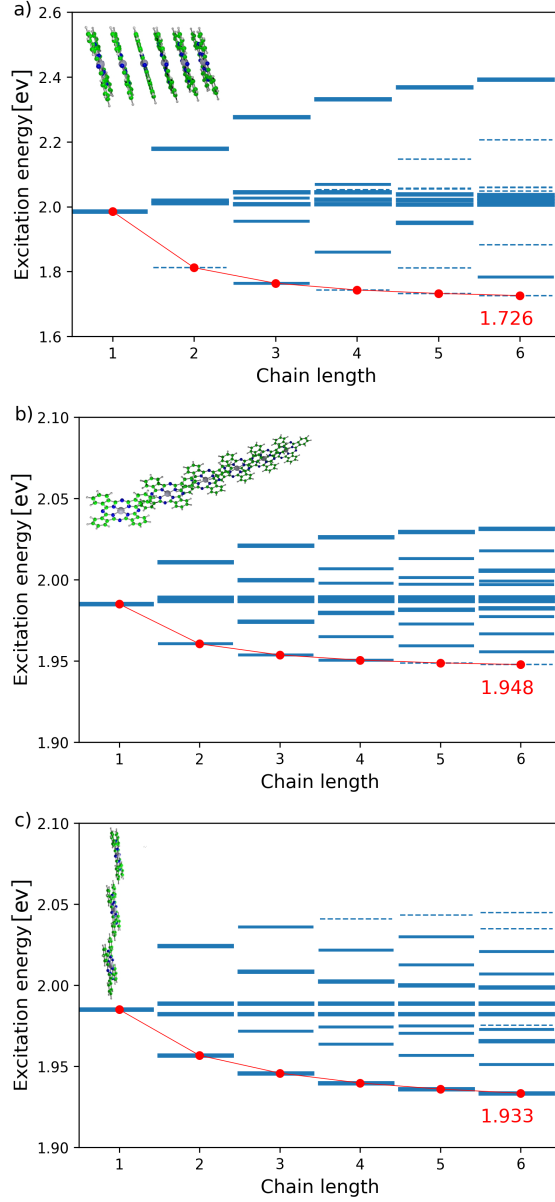 a)
Excitation energy[ev]
2.6
2.4
2.2
2.0
1.8
1.6
1.726
1 2 3 4 5 6
Chain length
b)
Excitation energy[ev]
2.10
2.05
2.00
1.95
1.90
1.948
1 2 3 4 5 6
Chain length
c)
Excitation energy[ev]
2.10
2.05
2.00
1.95
1.90
1.933
1 2 3 4 5 6
Chain length